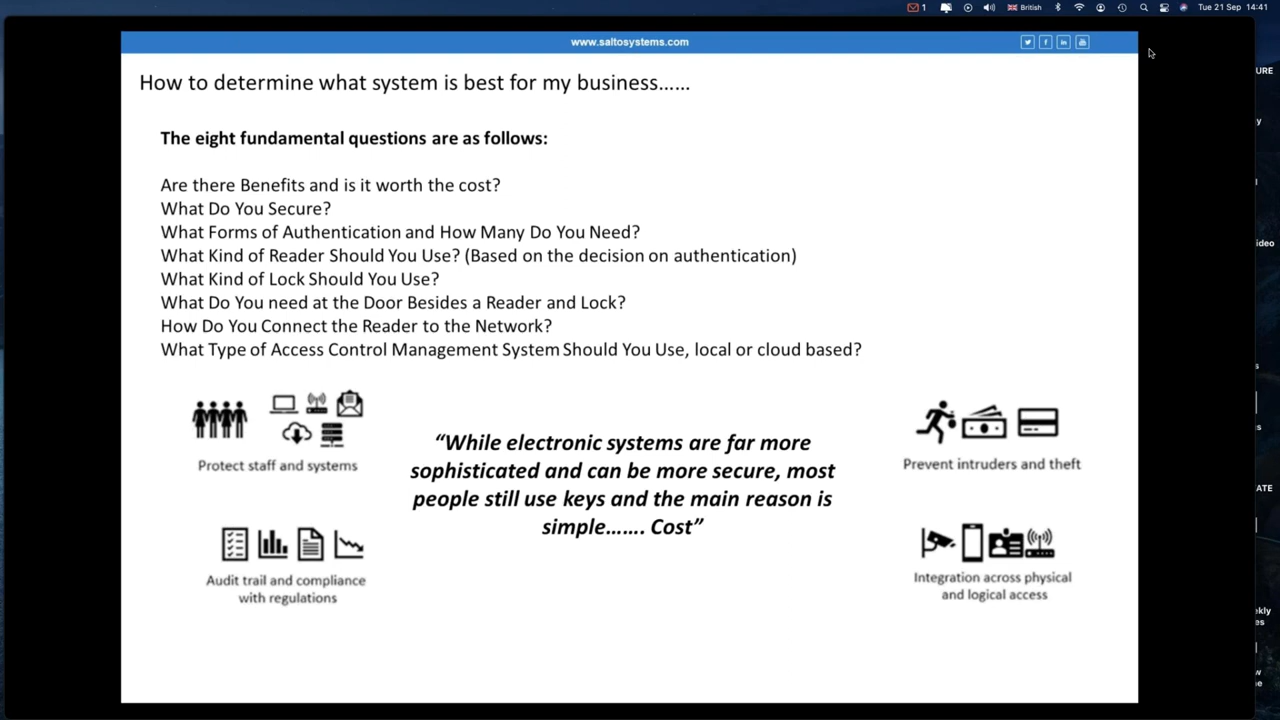 1 British Tue 21 Sep 14:41
www.saltosystems.com
How to determine what system is best for my business……
The eight fundamental questions are as follows:
Are there Benefits and is it worth the cost?
What Do You Secure?
What Forms of Authentication and How Many Do You Need?
What Kind of Reader Should You Use? (Based on the decision on authentication)
What Kind of Lock Should You Use?
What Do You need at the Door Besides a Reader and Lock?
How Do You Connect the Reader to the Network?
What Type of Access Control Management System Should You Use, local or cloud based?
Protect staff and systems
“While electronic systems are far more
sophisticated and can be more secure, most
people still use keys and the main reason is
simple……. Cost”
Prevent intruders and theft
Audit trail and compliance
with regulations
Integration across physical
and logical access